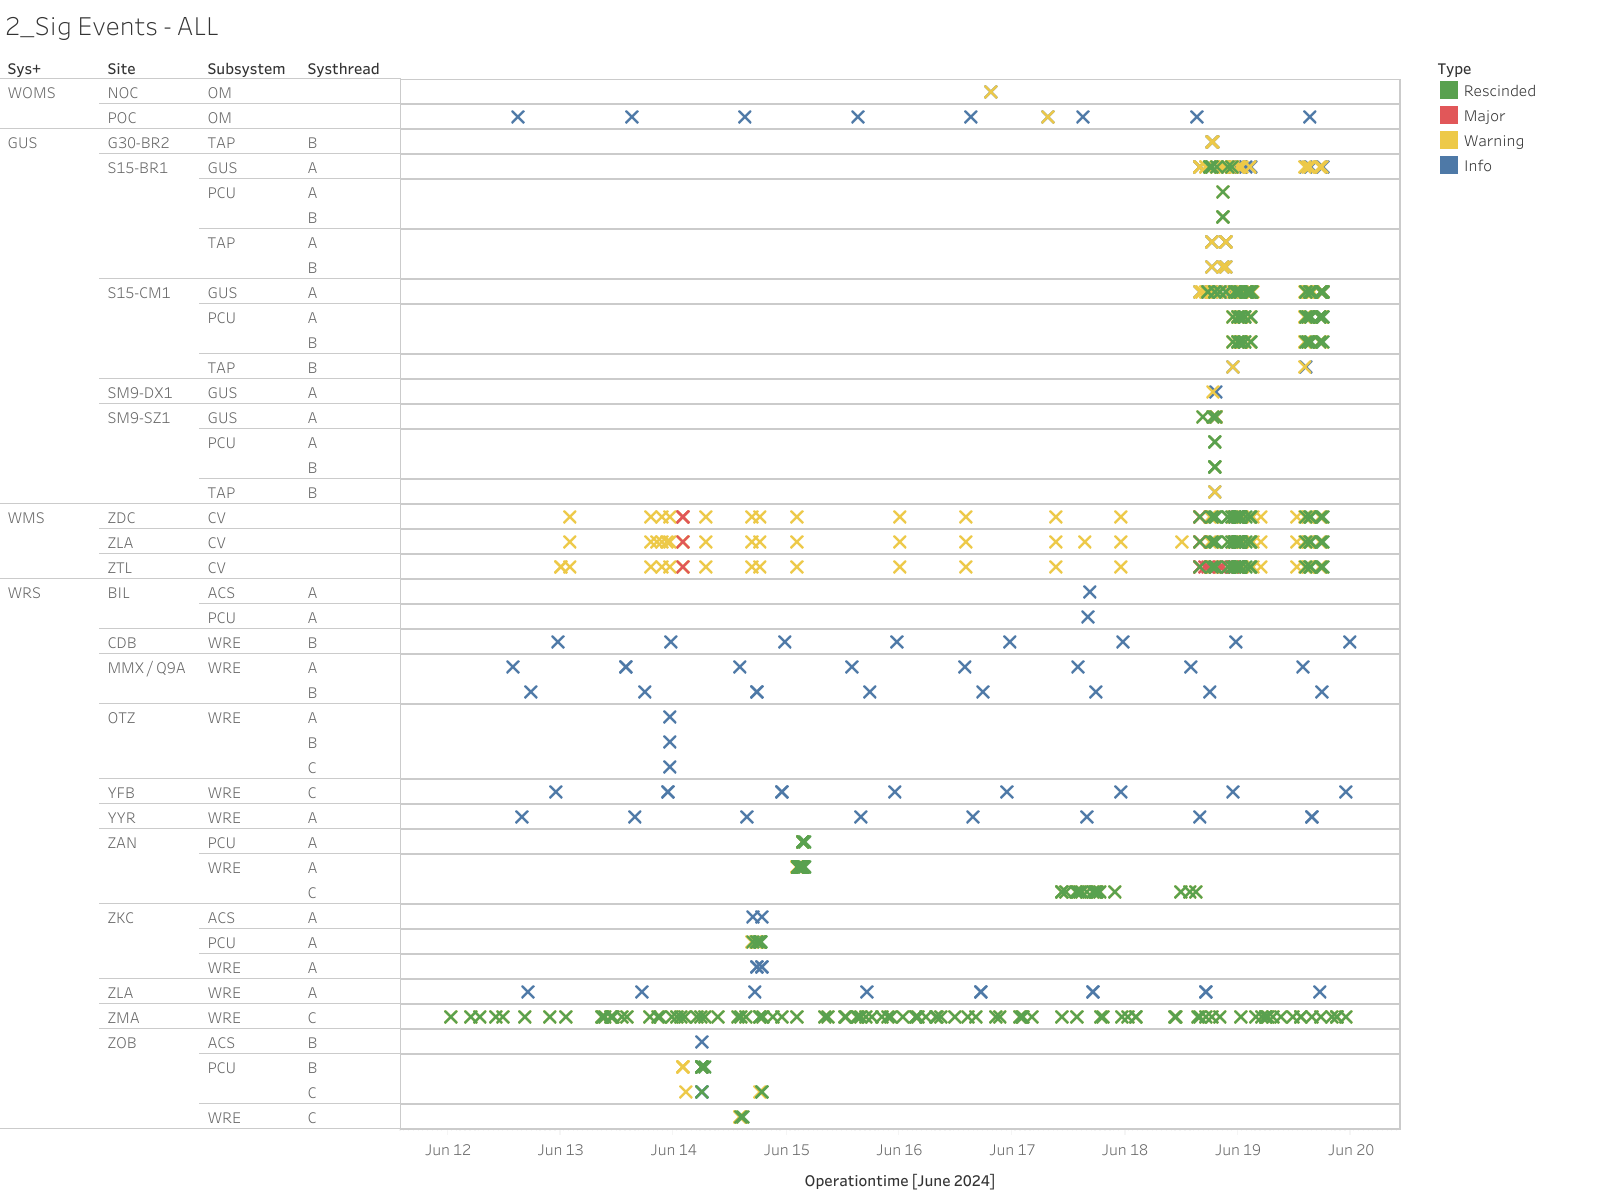 2_Sig Events - ALL
Sys+ Site Subsystem Systhread
Type
WOMS NOC OM
Rescinded
POC OM
Major
GUS G30-BR2 TAP B
Warning
S15-BR1 GUS A
Info
PCU A
B
TAP A
B
S15-CM1 GUS A
PCU A
B
TAP B
SM9-DX1 GUS A
SM9-SZ1 GUS A
PCU A
B
TAP B
WMS ZDC CV
ZLA CV
ZTL CV
WRS BIL ACS A
PCU A
CDB WRE B
MMX / Q9A WRE A
B
OTZ WRE A
B
C
YFB WRE C
YYR WRE A
ZAN PCU A
WRE A
C
ZKC ACS A
PCU A
WRE A
ZLA WRE A
ZMA WRE C
ZOB ACS B
PCU B
C
WRE C
Jun 12 Jun 13 Jun 14 Jun 15 Jun 16 Jun 17 Jun 18 Jun 19 Jun 20
Operationtime [June 2024]